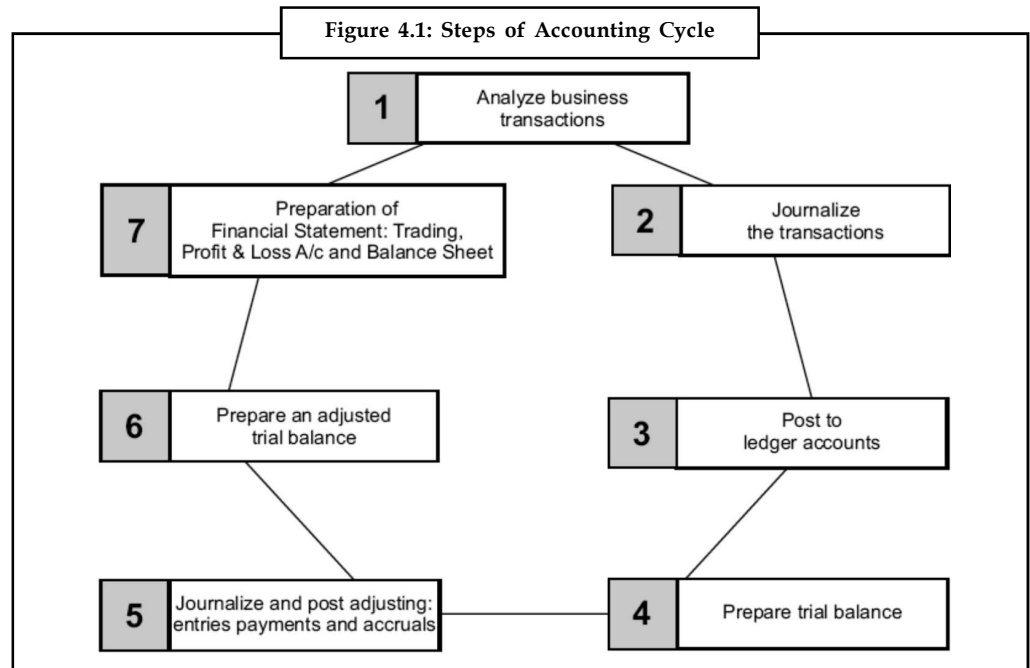 Figure 4.1: Steps of Accounting Cycle
1
Analyze business
transactions
2
Journalize
the transactions
3
Post to
ledger accounts
4
Prepare trial balance
5
Journalize and post adjusting:
entries payments and accruals
6
Prepare an adjusted
trial balance
7
Preparation of
Financial Statement: Trading,
Profit & Loss A/c and Balance Sheet